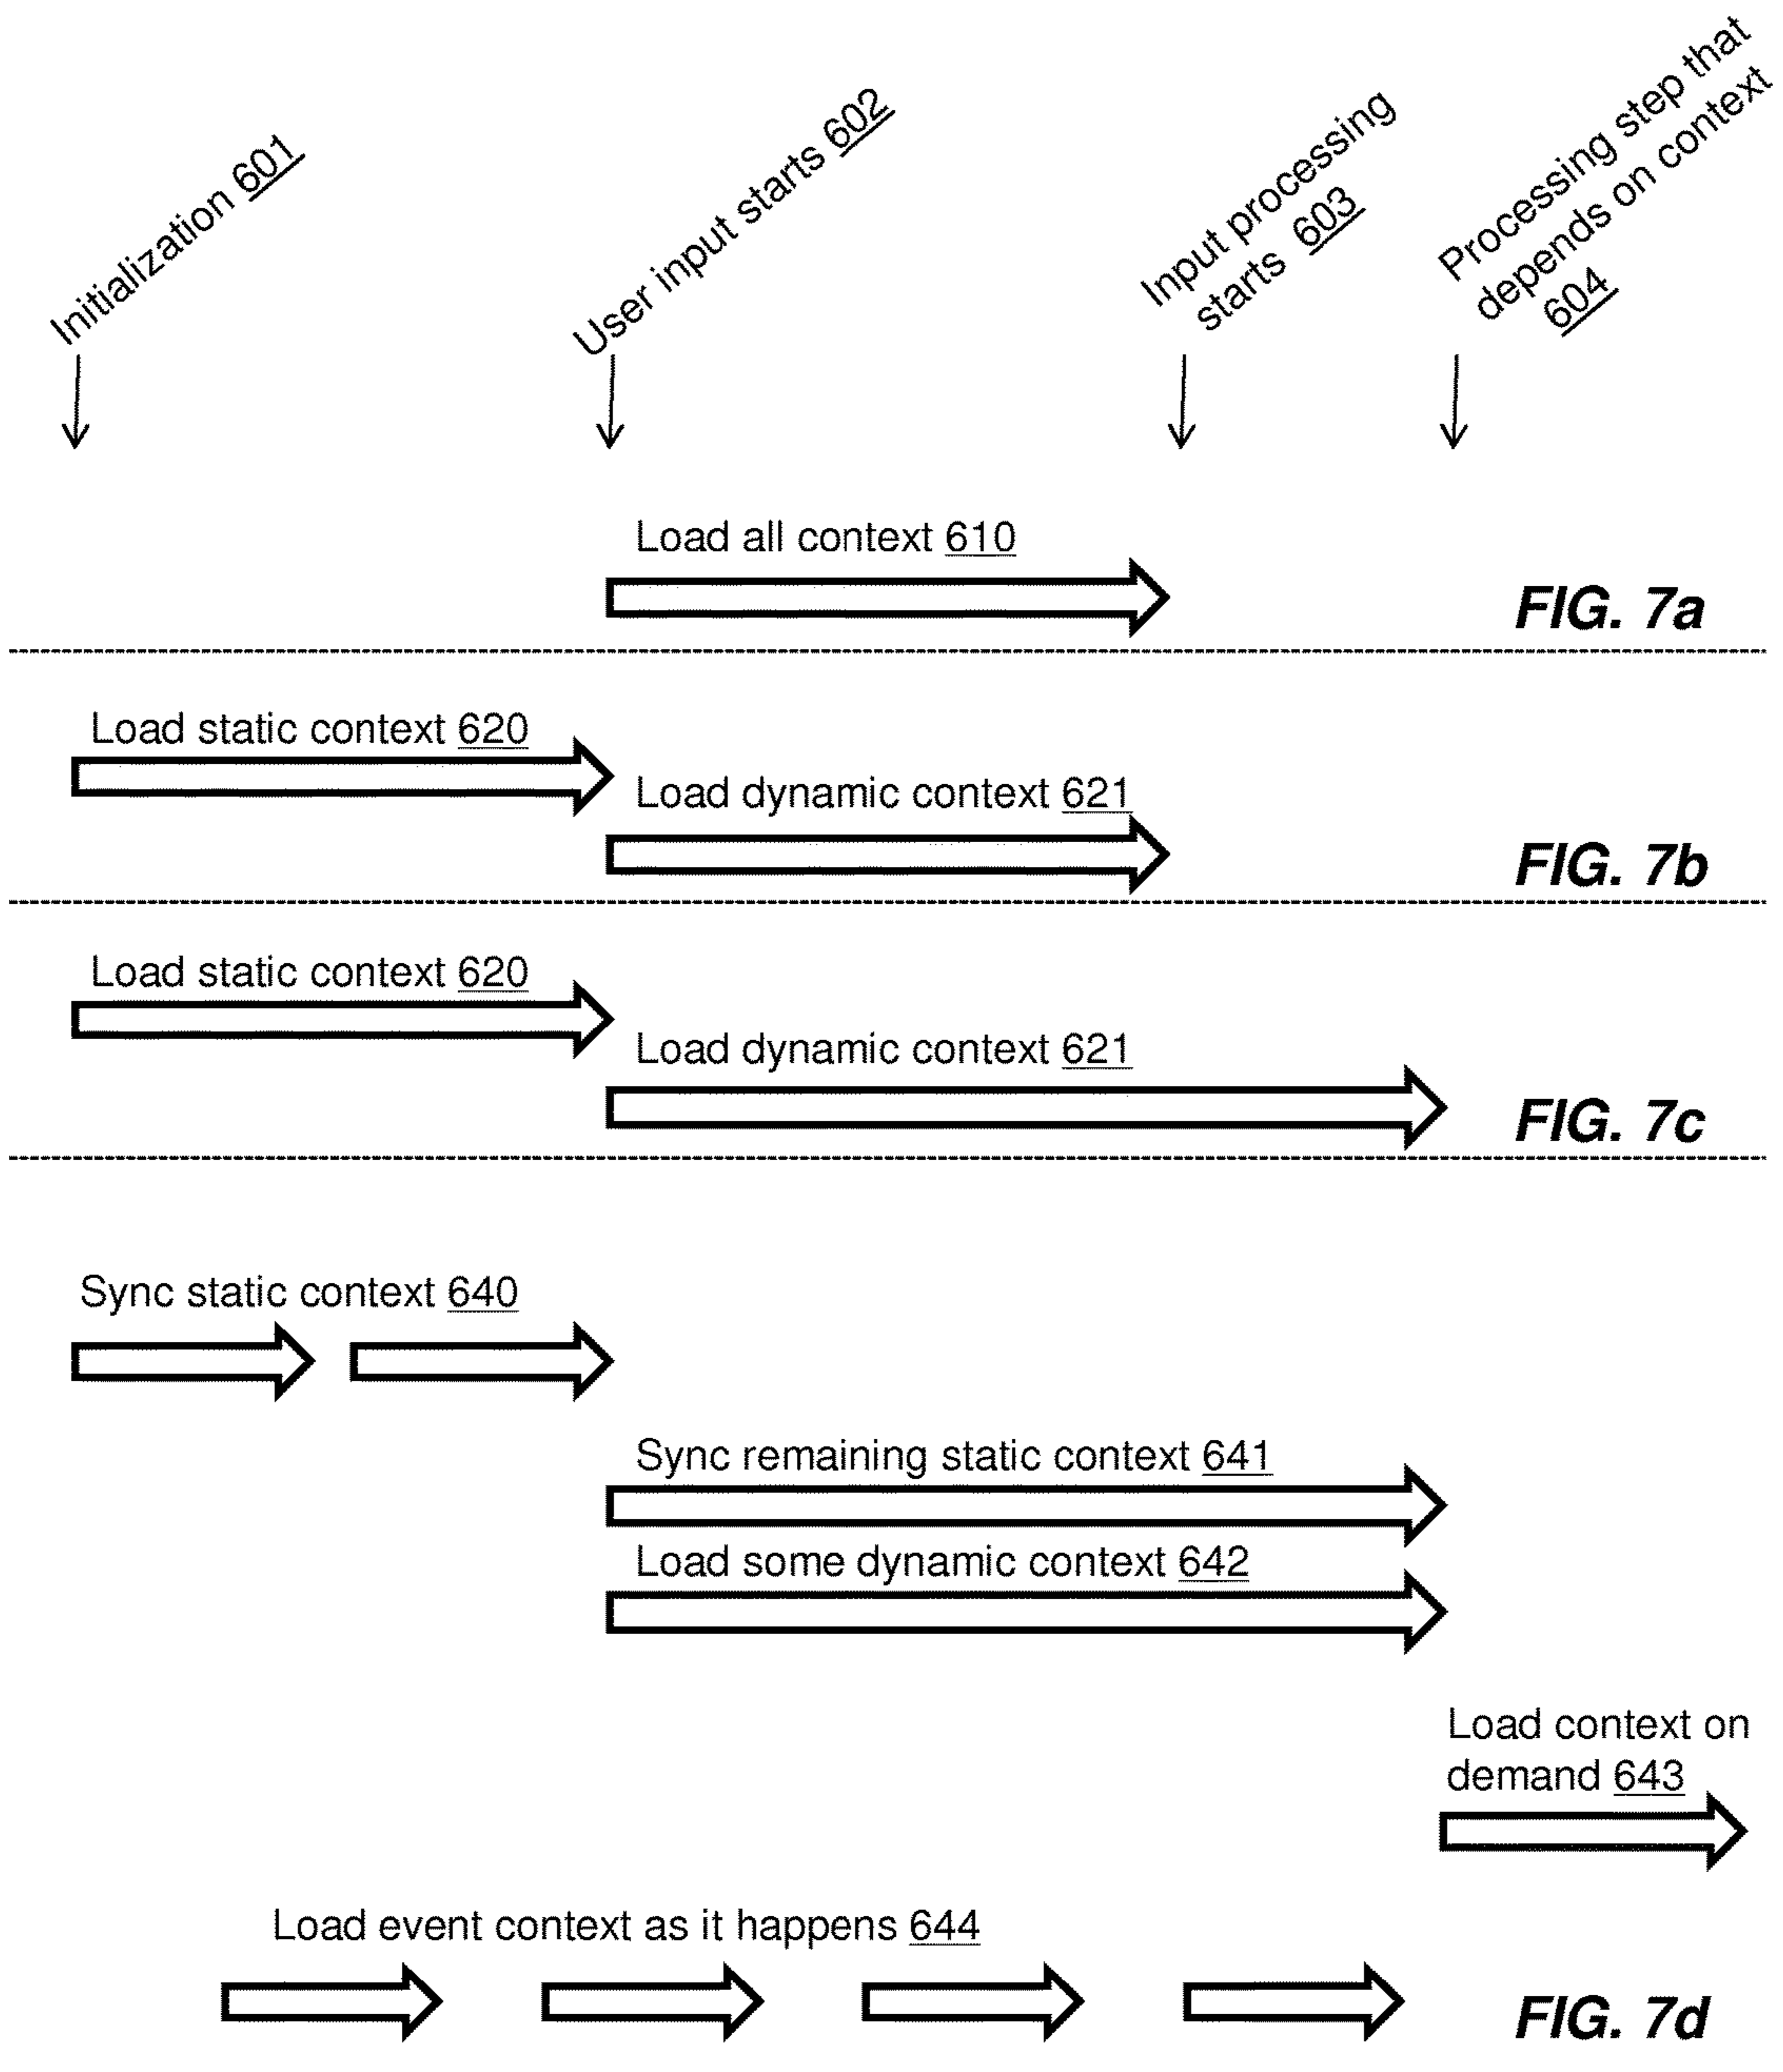 Initialization 601
User input starts 602
Input processing
starts 603
Processing step that
depends on context
604
Load all context 610
FIG. 7a
Load static context 620
Load dynamic context 621
FIG. 7b
Load static context 620
Load dynamic context 621
FIG. 7c
Sync static context 640
Sync remaining static context 641
Load some dynamic context 642
Load context on
demand 643
Load event context as it happens 644
FIG. 7d